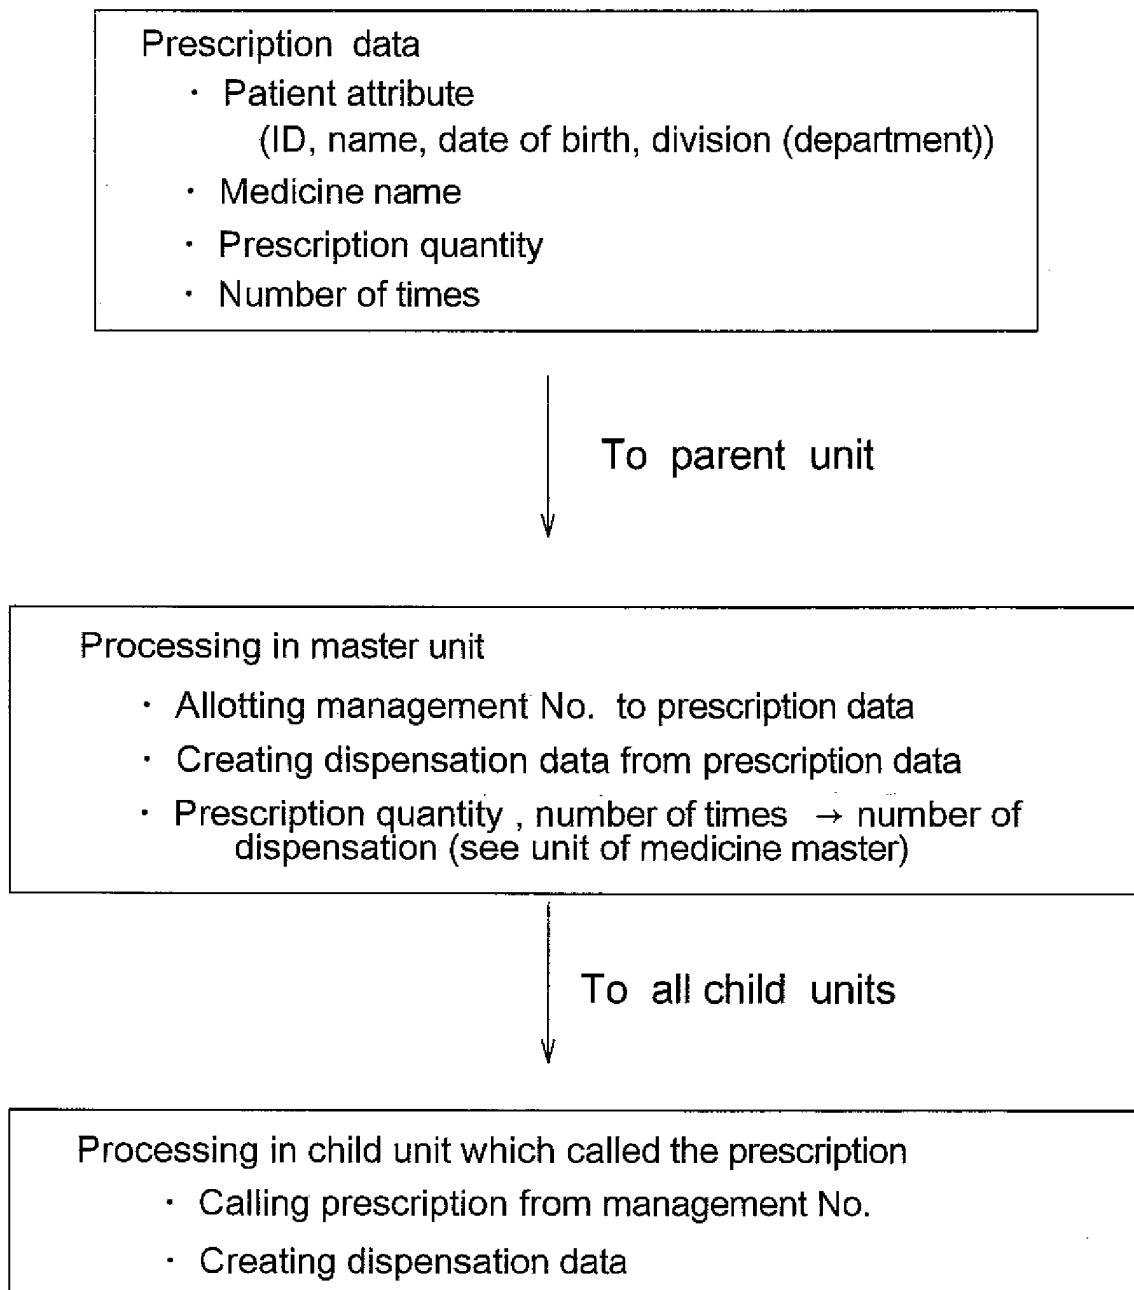 Prescription data
· Patient attribute
(ID, name, date of birth, division (department))
· Medicine name
· Prescription quantity
· Number of times
To parent unit
Processing in master unit
· Allotting management No. to prescription data
· Creating dispensation data from prescription data
· Prescription quantity , number of times → number of
dispensation (see unit of medicine master)
To all child units
Processing in child unit which called the prescription
· Calling prescription from management No.
· Creating dispensation data